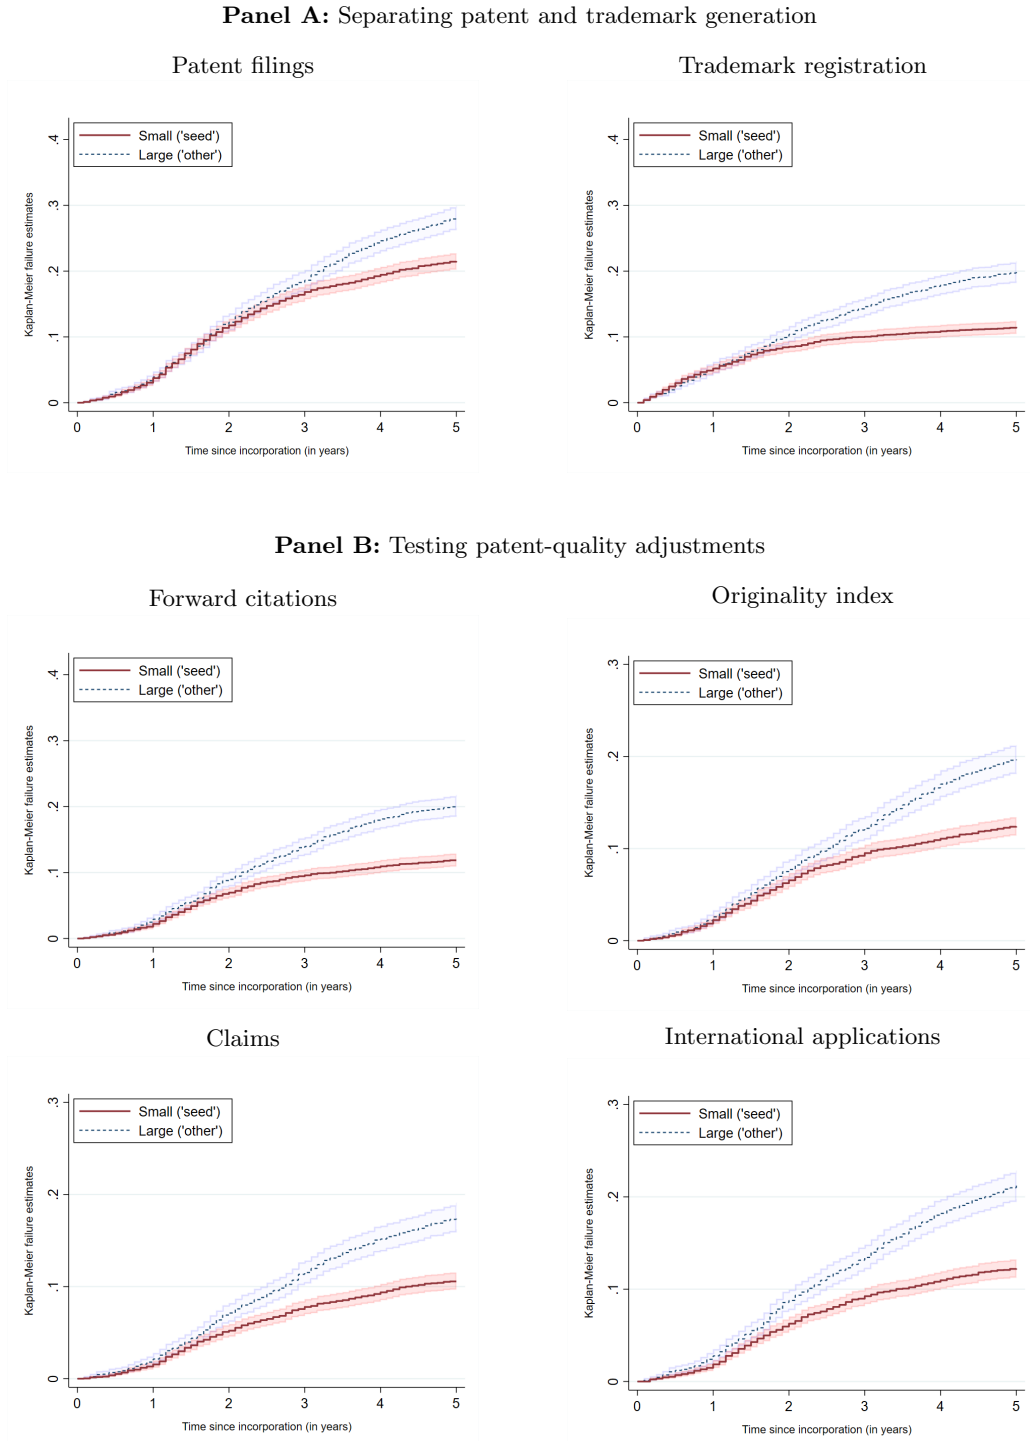 Panel A: Separating patent and trademark generation
Patent filings
Small ('seed')
Large ('other')
Kaplan-Meier failure estimates
.4
.3
.2
.1
0
0 1 2 3 4 5
Time since incorporation (in years)
Trademark registration
Small ('seed')
Large ('other')
Kaplan-Meier failure estimates
.4
.3
.2
.1
0
0 1 2 3 4 5
Time since incorporation (in years)
Panel B: Testing patent-quality adjustments
Forward citations
Small ('seed')
Large ('other')
Kaplan-Meier failure estimates
.4
.3
.2
.1
0
0 1 2 3 4 5
Time since incorporation (in years)
Originality index
Small ('seed')
Large ('other')
Kaplan-Meier failure estimates
.3
.2
.1
0
0 1 2 3 4 5
Time since incorporation (in years)
Claims
Small ('seed')
Large ('other')
Kaplan-Meier failure estimates
.3
.2
.1
0
0 1 2 3 4 5
Time since incorporation (in years)
International applications
Small ('seed')
Large ('other')
Kaplan-Meier failure estimates
.3
.2
.1
0
0 1 2 3 4 5
Time since incorporation (in years)